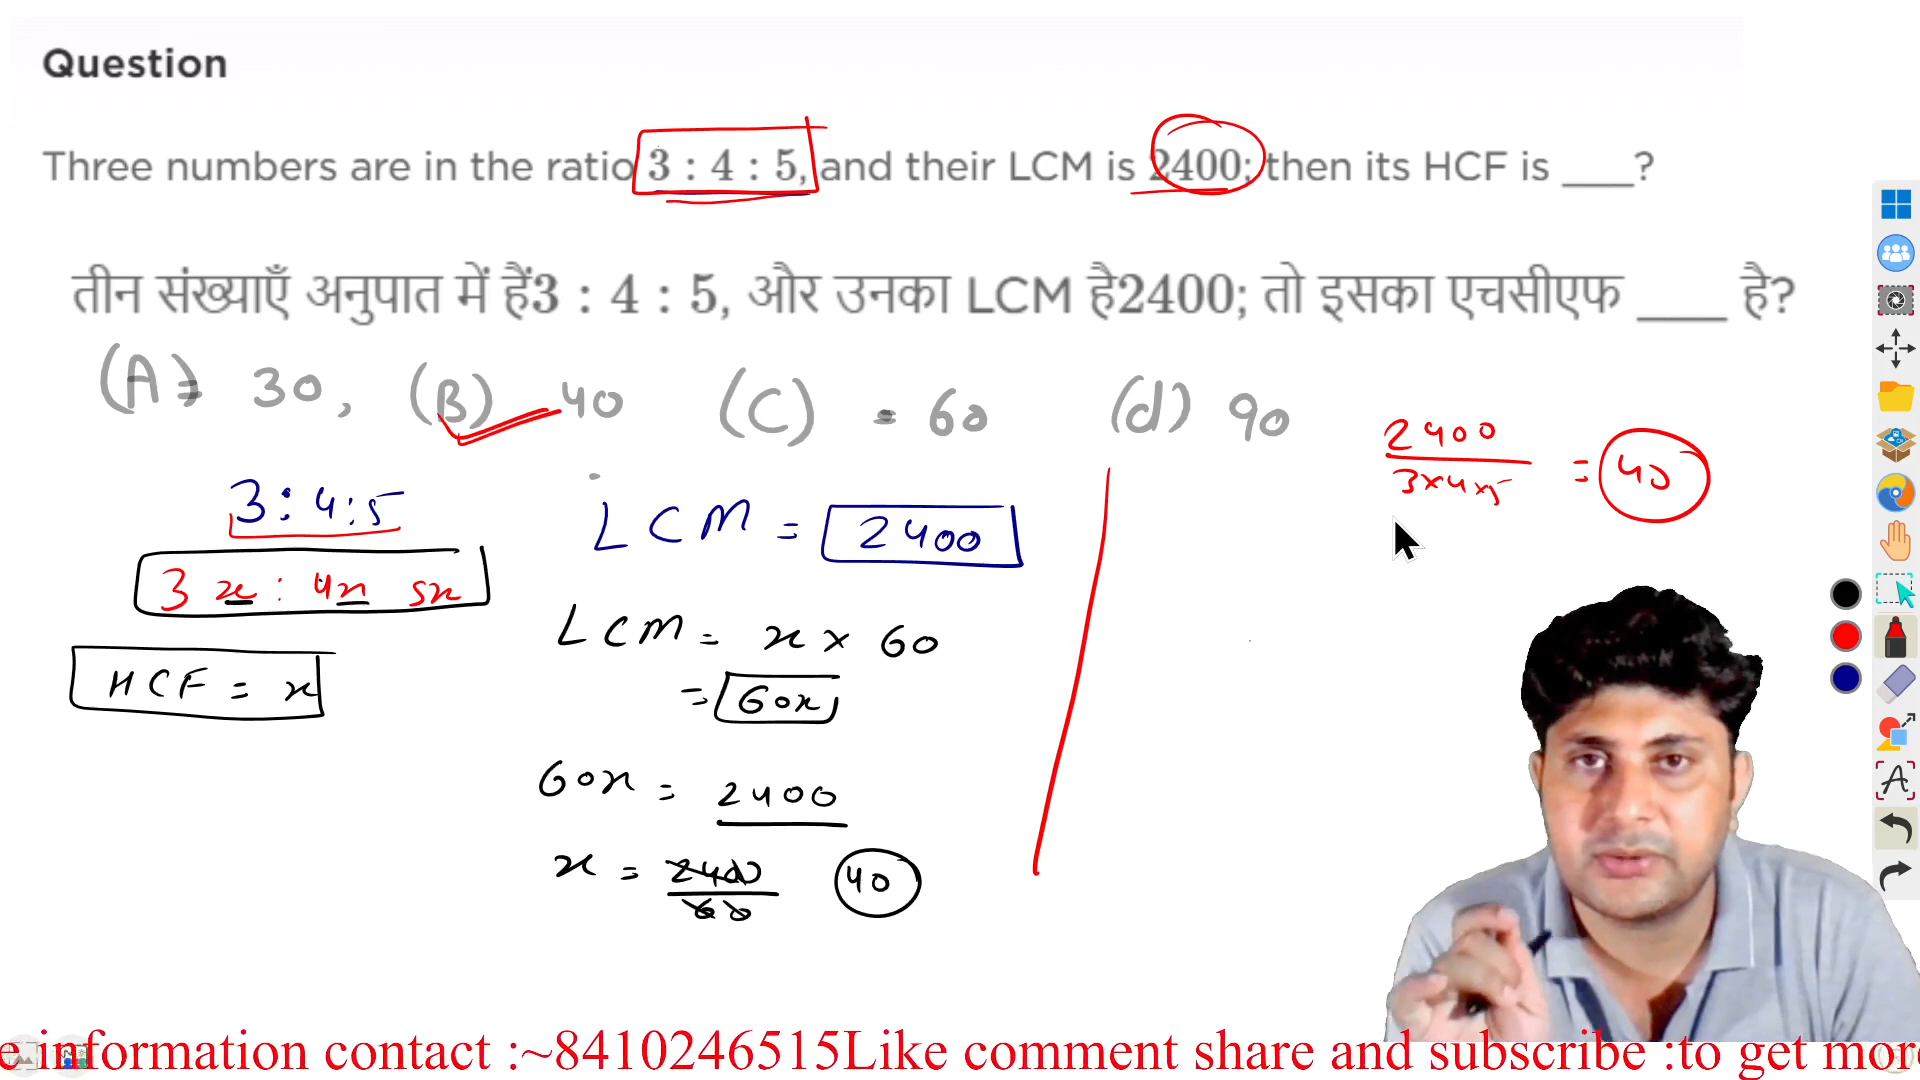 Question
Three numbers are in the ratio 3 : 4 : 5, and their LCM is 2400; then its HCF is ____?
तीन संख्याएँ अनुपात में हैं3 : 4 : 5, और उनका LCM है2400; तो इसका एचसीएफ ____ है?
(A) = 30, (B) 40 (C) = 60 (d) 90
2400
3x4x5
= 40
3 : 4 : 5
3x : 4x 5x
HCF = x
LCM = 2400
LCM = x × 60
= 60x
60x = 2400
x = 2400
60
40
e information contact :~8410246515Like comment share and subscribe :to get mor